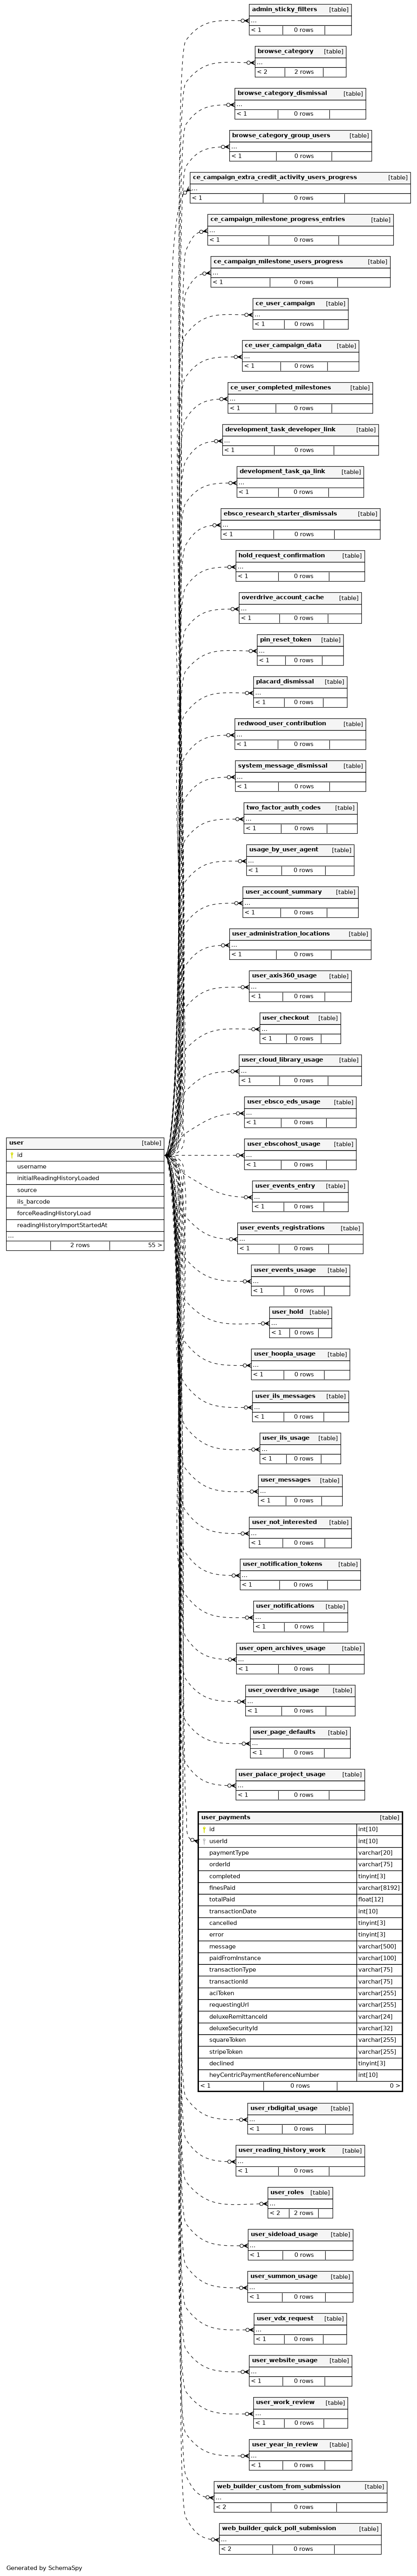 admin_sticky_filters [table]
...
< 1 0 rows
browse_category [table]
...
< 2 2 rows
browse_category_dismissal [table]
...
< 1 0 rows
browse_category_group_users [table]
...
< 1 0 rows
ce_campaign_extra_credit_activity_users_progress [table]
...
< 1 0 rows
ce_campaign_milestone_progress_entries [table]
...
< 1 0 rows
ce_campaign_milestone_users_progress [table]
...
< 1 0 rows
ce_user_campaign [table]
...
< 1 0 rows
ce_user_campaign_data [table]
...
< 1 0 rows
ce_user_completed_milestones [table]
...
< 1 0 rows
development_task_developer_link [table]
...
< 1 0 rows
development_task_qa_link [table]
...
< 1 0 rows
ebsco_research_starter_dismissals [table]
...
< 1 0 rows
hold_request_confirmation [table]
...
< 1 0 rows
overdrive_account_cache [table]
...
< 1 0 rows
pin_reset_token [table]
...
< 1 0 rows
placard_dismissal [table]
...
< 1 0 rows
redwood_user_contribution [table]
...
< 1 0 rows
system_message_dismissal [table]
...
< 1 0 rows
two_factor_auth_codes [table]
...
< 1 0 rows
usage_by_user_agent [table]
...
< 1 0 rows
user_account_summary [table]
...
< 1 0 rows
user_administration_locations [table]
...
< 1 0 rows
user_axis360_usage [table]
...
< 1 0 rows
user_checkout [table]
...
< 1 0 rows
user_cloud_library_usage [table]
...
< 1 0 rows
user_ebsco_eds_usage [table]
...
< 1 0 rows
user [table]
id
username
initialReadingHistoryLoaded
source
ils_barcode
forceReadingHistoryLoad
readingHistoryImportStartedAt
...
2 rows 55 >
user_ebscohost_usage [table]
...
< 1 0 rows
user_events_entry [table]
...
< 1 0 rows
user_events_registrations [table]
...
< 1 0 rows
user_events_usage [table]
...
< 1 0 rows
user_hold [table]
...
< 1 0 rows
user_hoopla_usage [table]
...
< 1 0 rows
user_ils_messages [table]
...
< 1 0 rows
user_ils_usage [table]
...
< 1 0 rows
user_messages [table]
...
< 1 0 rows
user_not_interested [table]
...
< 1 0 rows
user_notification_tokens [table]
...
< 1 0 rows
user_notifications [table]
...
< 1 0 rows
user_open_archives_usage [table]
...
< 1 0 rows
user_overdrive_usage [table]
...
< 1 0 rows
user_page_defaults [table]
...
< 1 0 rows
user_palace_project_usage [table]
...
< 1 0 rows
user_payments [table]
id int[10]
userId int[10]
paymentType varchar[20]
orderId varchar[75]
completed tinyint[3]
finesPaid varchar[8192]
totalPaid float[12]
transactionDate int[10]
cancelled tinyint[3]
error tinyint[3]
message varchar[500]
paidFromInstance varchar[100]
transactionType varchar[75]
transactionId varchar[75]
aciToken varchar[255]
requestingUrl varchar[255]
deluxeRemittanceId varchar[24]
deluxeSecurityId varchar[32]
squareToken varchar[255]
stripeToken varchar[255]
declined tinyint[3]
heyCentricPaymentReferenceNumber int[10]
< 1 0 rows 0 >
user_rbdigital_usage [table]
...
< 1 0 rows
user_reading_history_work [table]
...
< 1 0 rows
user_roles [table]
...
< 2 2 rows
user_sideload_usage [table]
...
< 1 0 rows
user_summon_usage [table]
...
< 1 0 rows
user_vdx_request [table]
...
< 1 0 rows
user_website_usage [table]
...
< 1 0 rows
user_work_review [table]
...
< 1 0 rows
user_year_in_review [table]
...
< 1 0 rows
web_builder_custom_from_submission [table]
...
< 2 0 rows
web_builder_quick_poll_submission [table]
...
< 2 0 rows
Generated by SchemaSpy